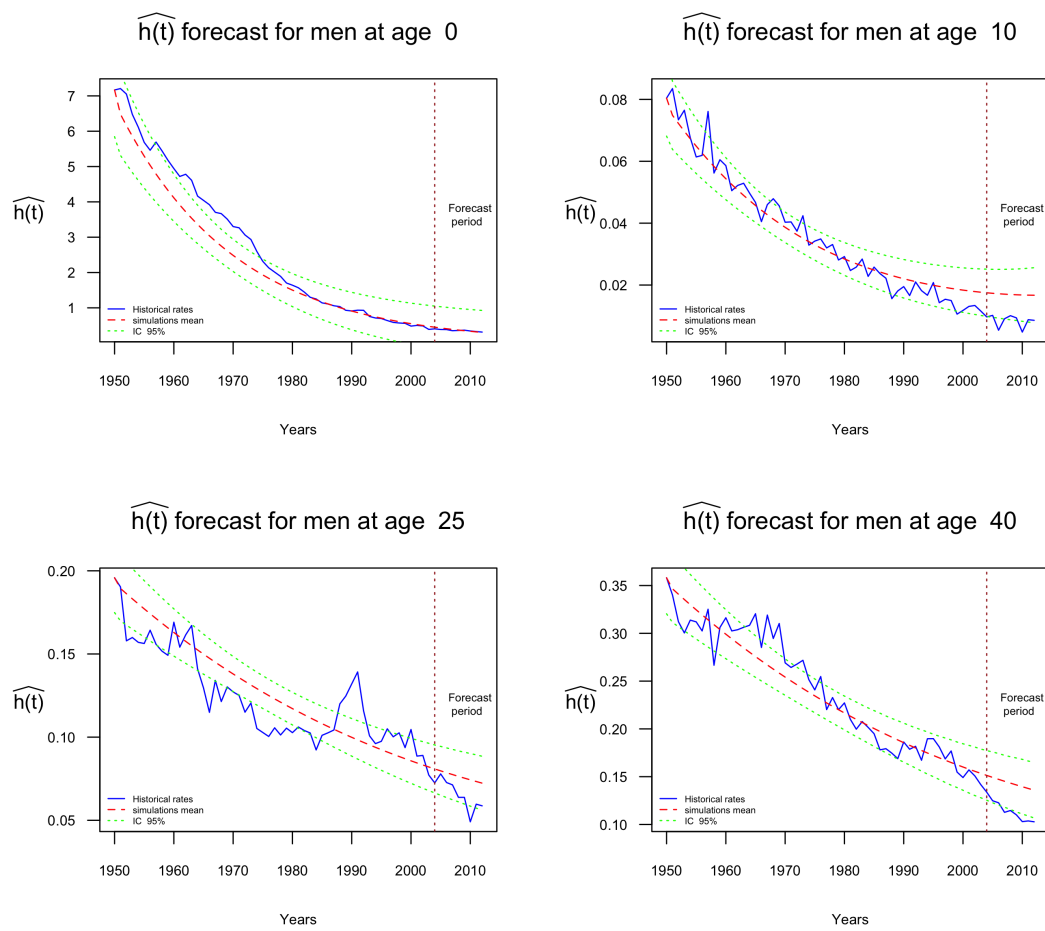 h(t) forecast for men at age 0
h(t)
7
6
5
4
3
2
1
Forecast
period
Historical rates
simulations mean
IC 95%
1950 1960 1970 1980 1990 2000 2010
Years
h(t) forecast for men at age 10
h(t)
0.08
0.06
0.04
0.02
Forecast
period
Historical rates
simulations mean
IC 95%
1950 1960 1970 1980 1990 2000 2010
Years
h(t) forecast for men at age 25
h(t)
0.20
0.15
0.10
0.05
Forecast
period
Historical rates
simulations mean
IC 95%
1950 1960 1970 1980 1990 2000 2010
Years
h(t) forecast for men at age 40
h(t)
0.35
0.30
0.25
0.20
0.15
0.10
Forecast
period
Historical rates
simulations mean
IC 95%
1950 1960 1970 1980 1990 2000 2010
Years